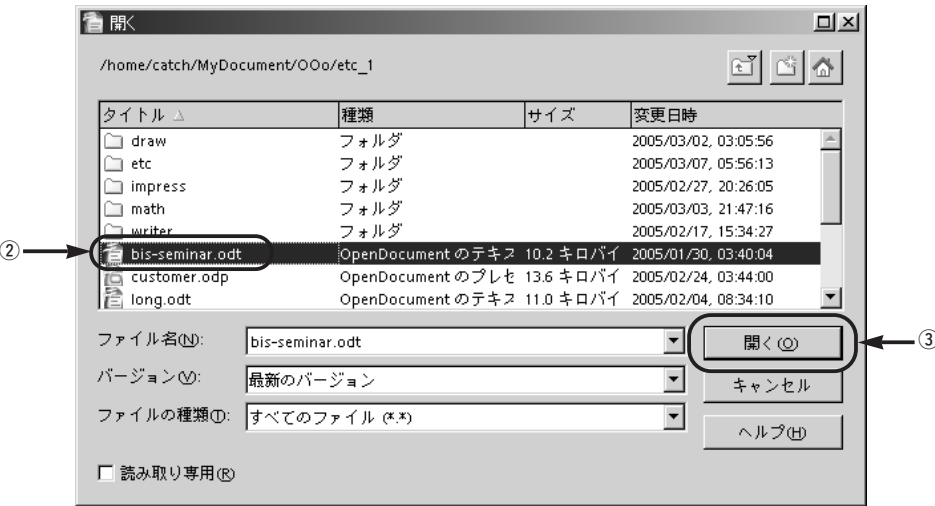 開く
/home/catch/MyDocument/OOo/etc_1
タイトル △ 種類 サイズ 変更日時
draw フォルダ 2005/03/02, 03:05:56
etc フォルダ 2005/03/07, 05:56:13
impress フォルダ 2005/02/27, 20:26:05
math フォルダ 2005/03/03, 21:47:16
writer フォルダ 2005/02/17, 15:34:27
② bis-seminar.odt OpenDocument のテキス 10.2 キロバイ 2005/01/30, 03:40:04
customer.odp OpenDocument のプレゼ 13.6 キロバイ 2005/02/24, 03:44:00
long.odt OpenDocument のテキス 11.0 キロバイ 2005/02/04, 08:34:10
ファイル名(N): bis-seminar.odt 開く(O) ③
バージョン(V): 最新のバージョン キャンセル
ファイルの種類(T): すべてのファイル (*.*) ヘルプ(H)
読み取り専用(R)